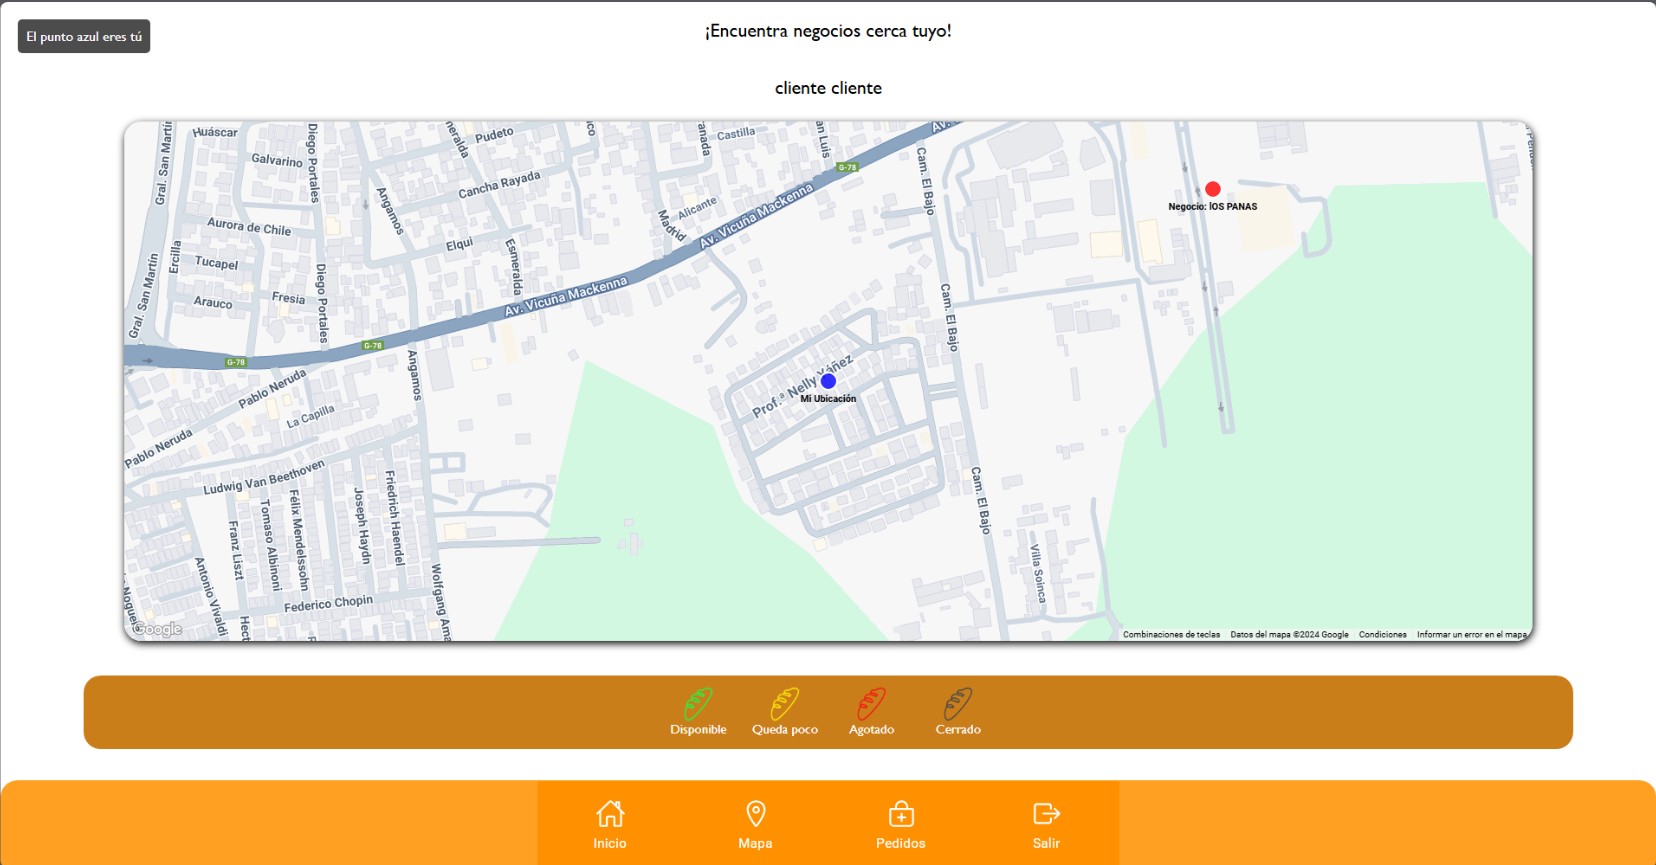 El punto azul eres tú
¡Encuentra negocios cerca tuyo!
cliente cliente
Gral. San Martín
Huáscar
Diego Portales
Pudeto
Castilla
Av.
Galvarino
Cancha Rayada
Angamos
Alicante
G-78
Cam. El Bajo
Aurora de Chile
Madrid
Av. Vicuña Mackenna
Negocio: lOS PANAS
Ercilla
Elqui
Esmeralda
Tucapel
Diego Portales
Gral. San Martín
Arauco
Fresia
Av. Vicuña Mackenna
Cam. El Bajo
G-78
G-78
Angamos
Prof.ª Nelly Yáñez
Mi Ubicación
Pablo Neruda
La Capilla
Pablo Neruda
Ludwig Van Beethoven
Cam. El Bajo
Franz Liszt
Tomaso Albinoni
Félix Mendelssohn
Joseph Haydn
Friedrich Haendel
Antonio Vivaldi
Villa Soinca
Federico Chopin
Wolfgang Ama
Google
Combinaciones de teclas Datos del mapa ©2024 Google Condiciones Informar un error en el mapa
Disponible Queda poco Agotado Cerrado
Inicio Mapa Pedidos Salir